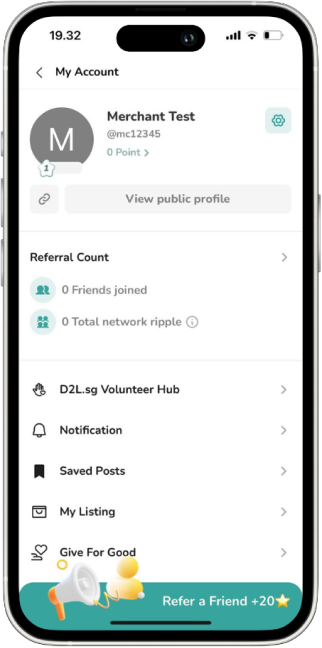 19.32
My Account
M
Merchant Test
@mc12345
0 Point >
1
View public profile
Referral Count
0 Friends joined
0 Total network ripple
D2L.sg Volunteer Hub
Notification
Saved Posts
My Listing
Give For Good
Refer a Friend +20⭐